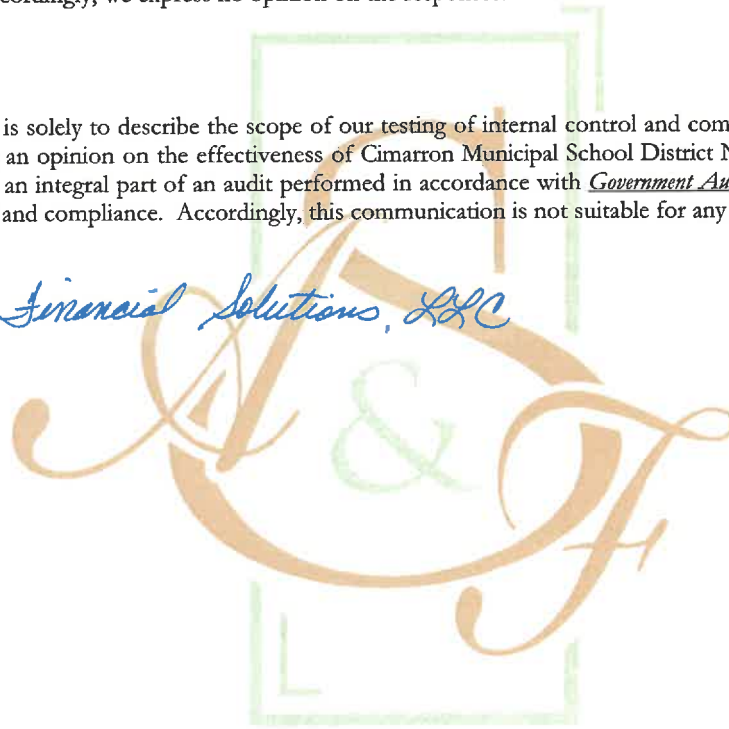 is solely to describe the scope of our testing of internal control and com
an opinion on the effectiveness of Cimarron Municipal School District N
an integral part of an audit performed in accordance with Government Au
and compliance. Accordingly, this communication is not suitable for any
Financial Solutions, LLC
A & F S